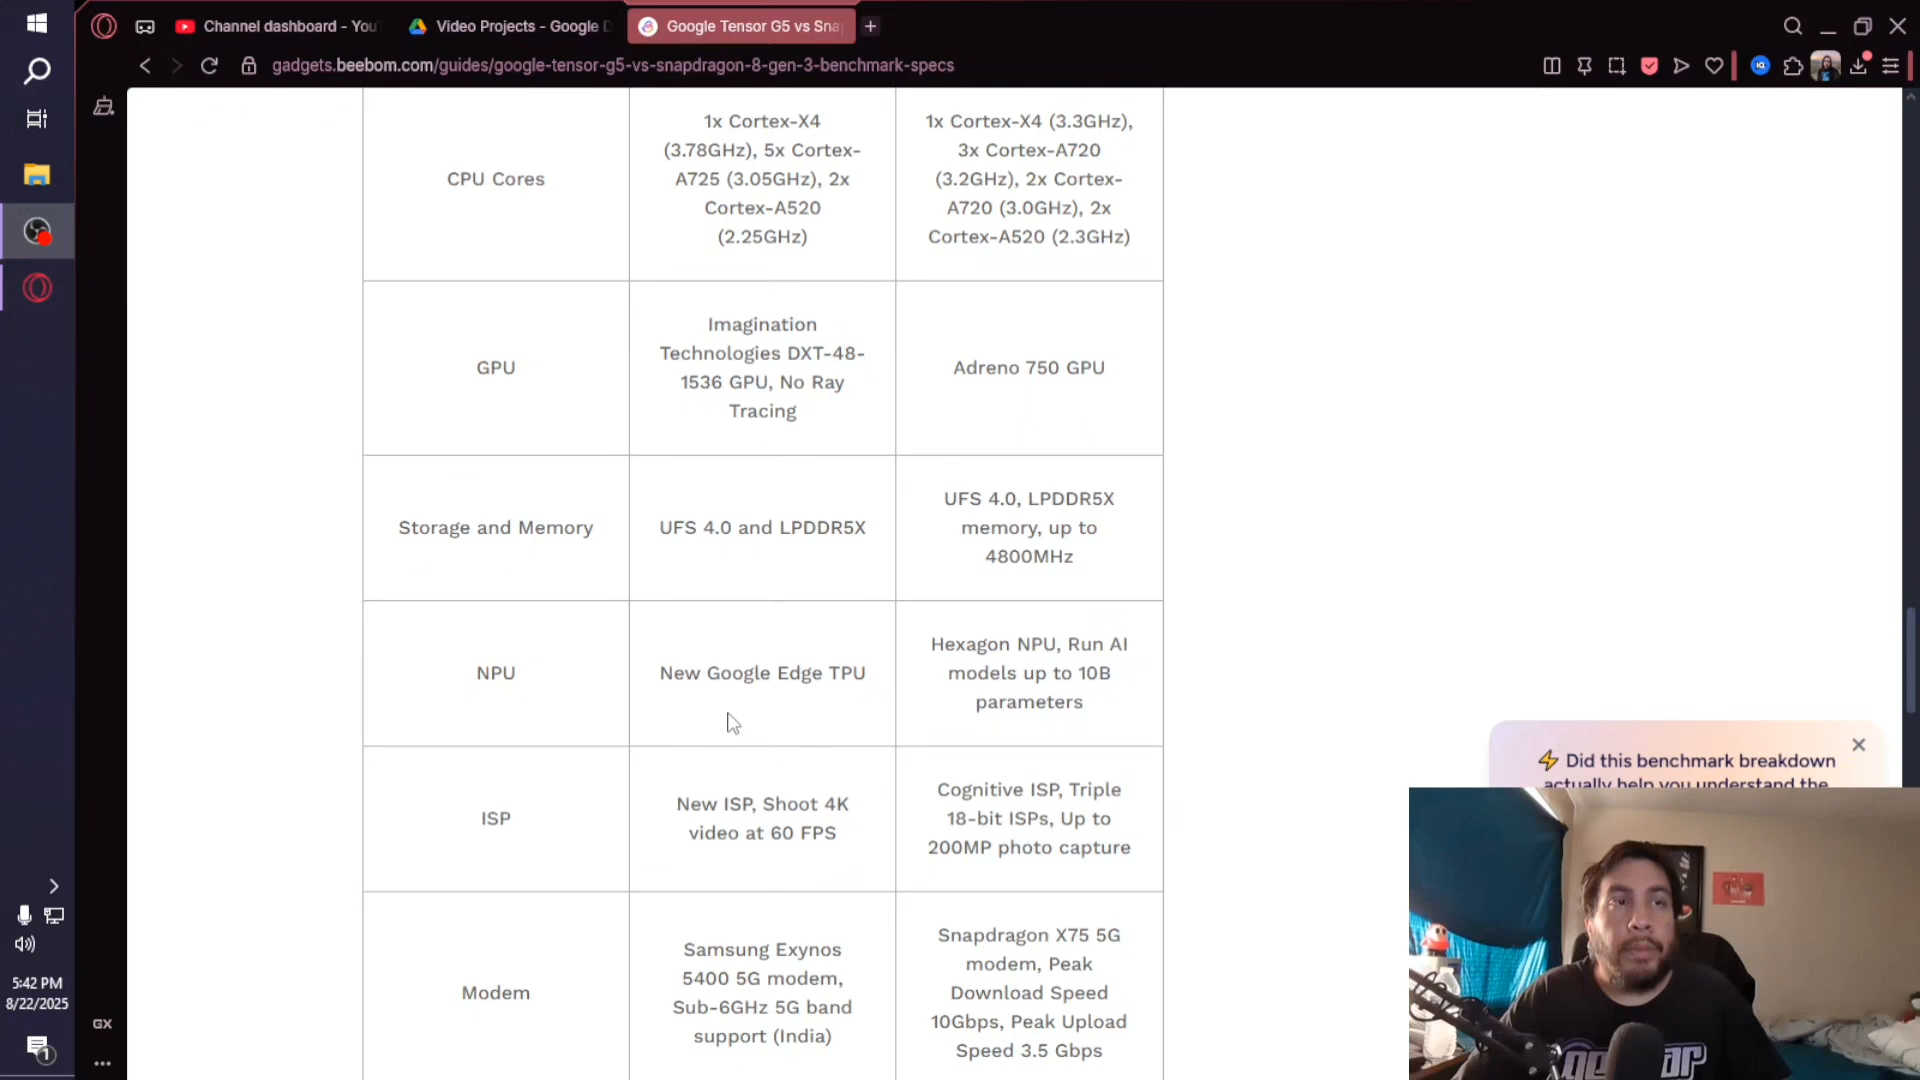 Channel dashboard - You
Video Projects - Google D
Google Tensor G5 vs Sna
gadgets.beebom.com/guides/google-tensor-g5-vs-snapdragon-8-gen-3-benchmark-specs
CPU Cores
1x Cortex-X4
(3.78GHz), 5x Cortex-
A725 (3.05GHz), 2x
Cortex-A520
(2.25GHz)
1x Cortex-X4 (3.3GHz),
3x Cortex-A720
(3.2GHz), 2x Cortex-
A720 (3.0GHz), 2x
Cortex-A520 (2.3GHz)
GPU
Imagination
Technologies DXT-48-
1536 GPU, No Ray
Tracing
Adreno 750 GPU
Storage and Memory
UFS 4.0 and LPDDR5X
UFS 4.0, LPDDR5X
memory, up to
4800MHz
NPU
New Google Edge TPU
Hexagon NPU, Run AI
models up to 10B
parameters
ISP
New ISP, Shoot 4K
video at 60 FPS
Cognitive ISP, Triple
18-bit ISPs, Up to
200MP photo capture
Modem
Samsung Exynos
5400 5G modem,
Sub-6GHz 5G band
support (India)
Snapdragon X75 5G
modem, Peak
Download Speed
10Gbps, Peak Upload
Speed 3.5 Gbps
⚡ Did this benchmark breakdown
actually help you understand the
5:42 PM
8/22/2025
1
GX